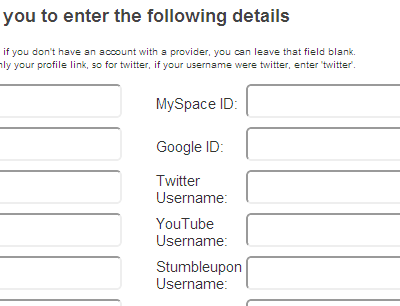 you to enter the following details
if you don't have an account with a provider, you can leave that field blank.
only your profile link, so for twitter, if your username were twitter, enter 'twitter'.
MySpace ID:
Google ID:
Twitter
Username:
YouTube
Username:
Stumbleupon
Username: